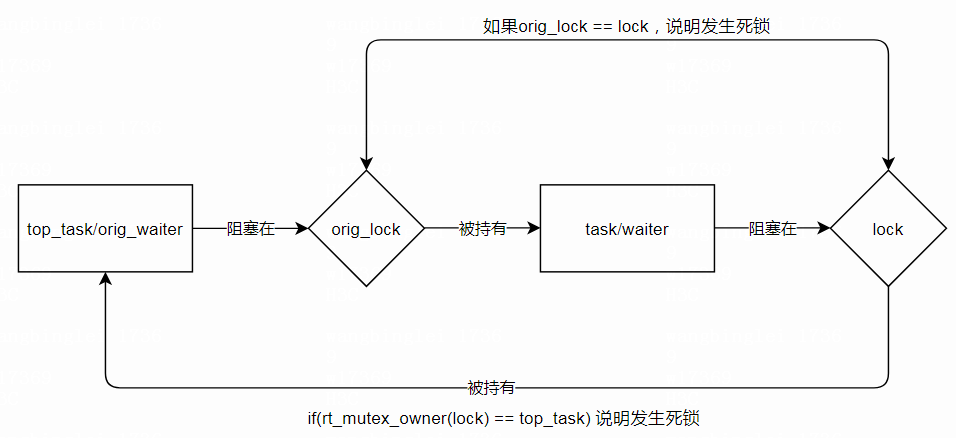 如果orig_lock == lock，说明发生死锁
top_task/orig_waiter
阻塞在
orig_lock
被持有
task/waiter
阻塞在
lock
被持有
if(rt_mutex_owner(lock) == top_task) 说明发生死锁